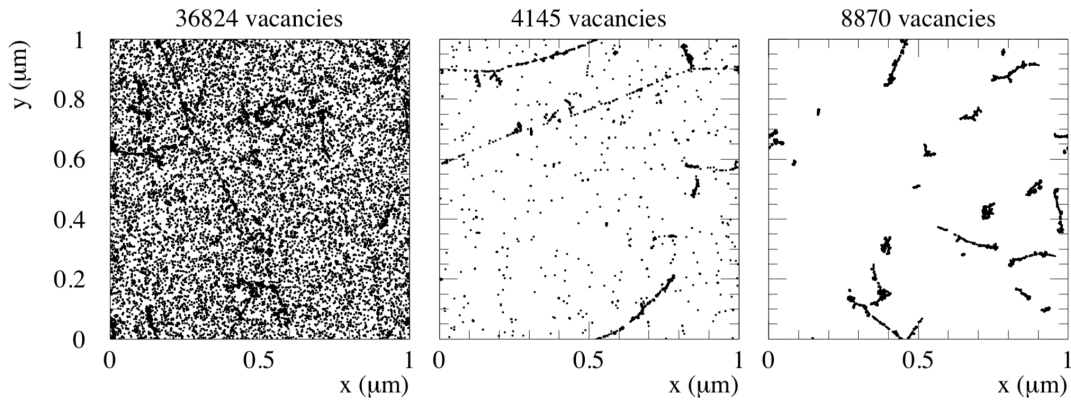 36824 vacancies 4145 vacancies 8870 vacancies
y (μm)
1
0.8
0.6
0.4
0.2
0
0 0.5 1 0 0.5 1 0 0.5 1
x (μm) x (μm) x (μm)